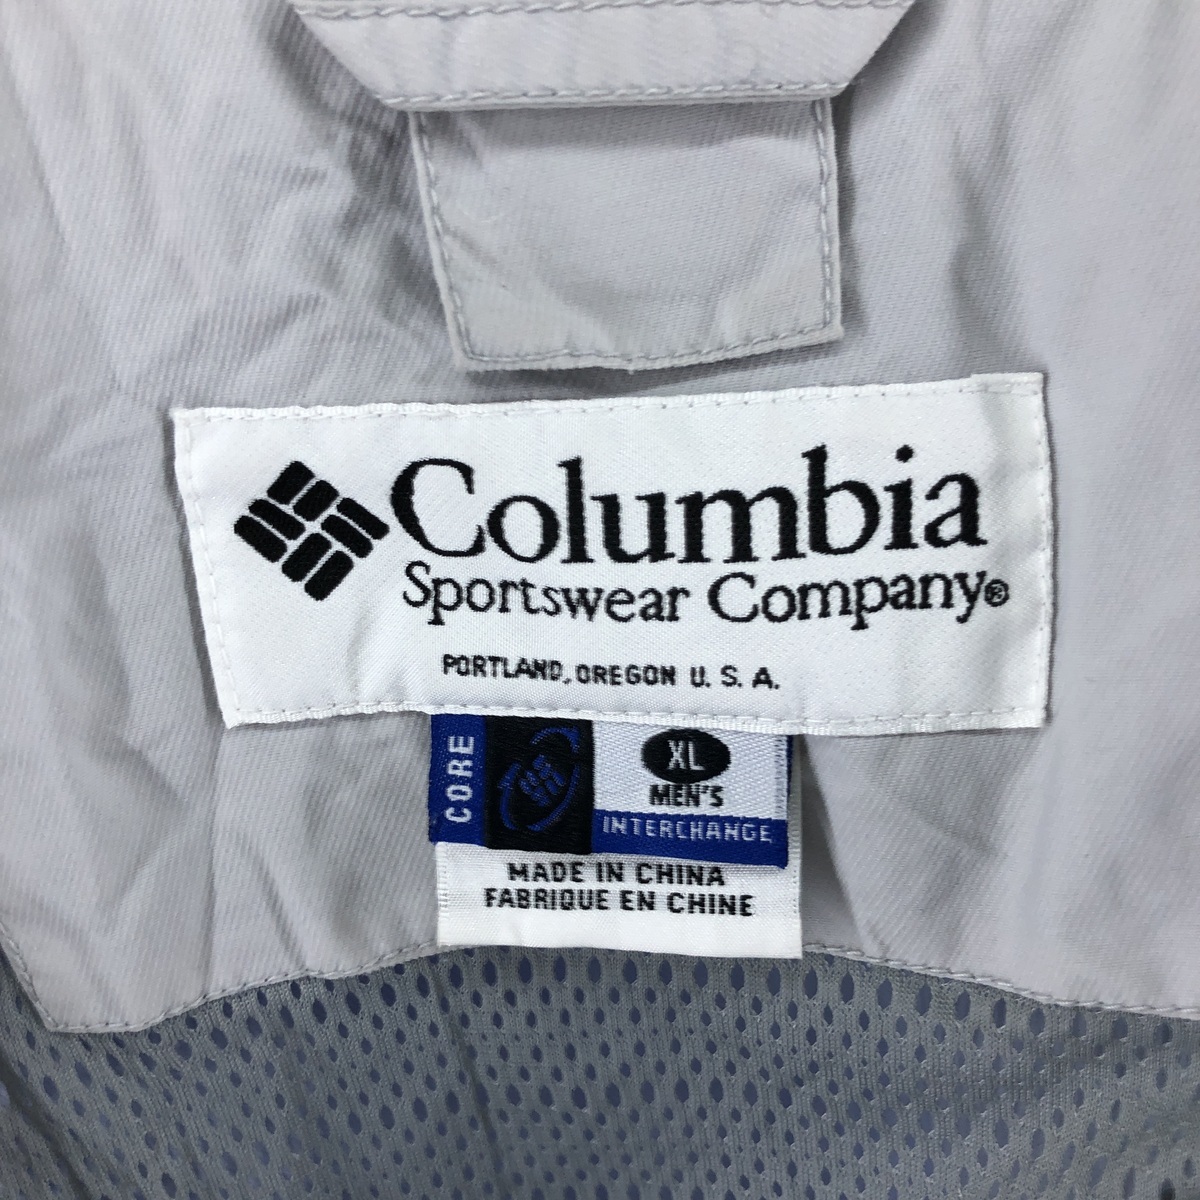 Columbia
Sportswear Company®
PORTLAND, OREGON U. S. A.
CORE
XL
MEN'S
INTERCHANGE
MADE IN CHINA
FABRIQUE EN CHINE